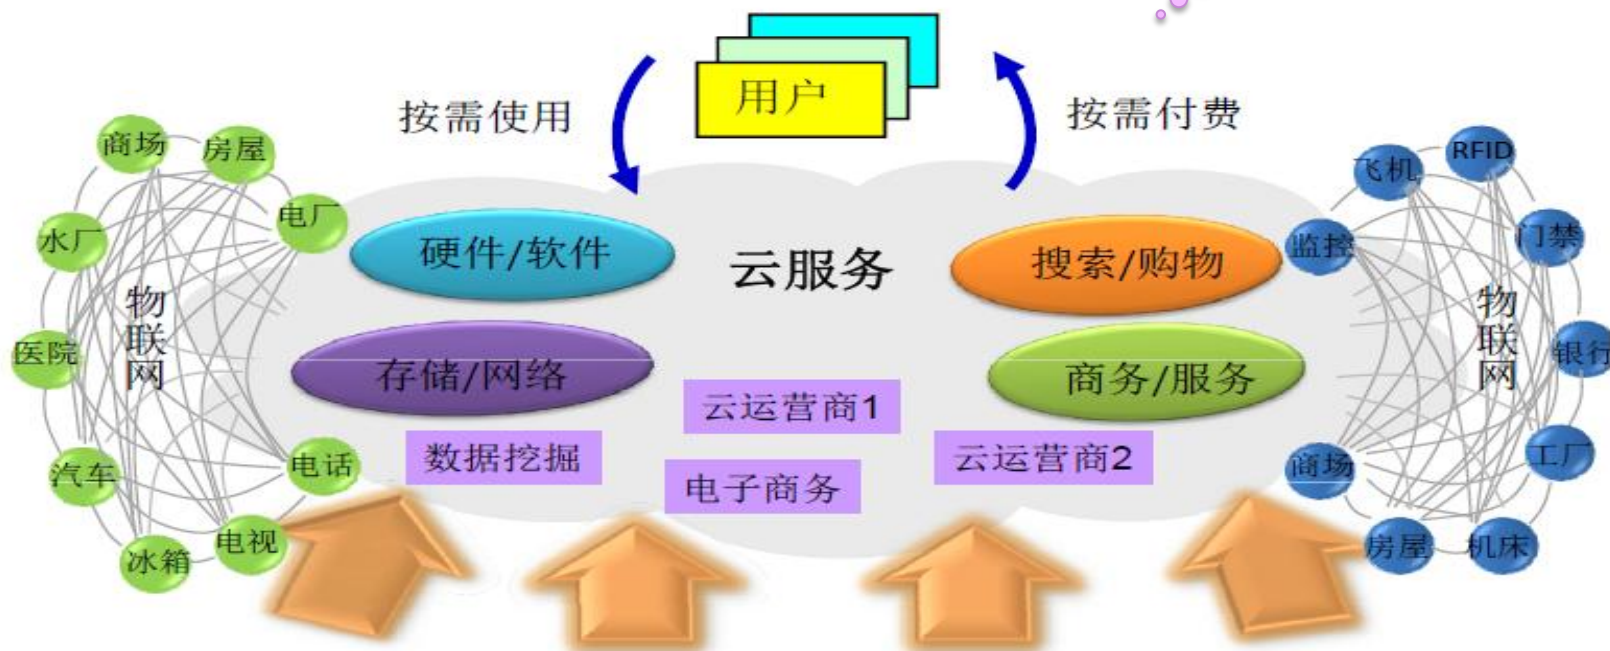 用户
按需使用
按需付费
商场
房屋
电厂
水厂
物联网
医院
汽车
电话
电视
冰箱
硬件/软件
云服务
搜索/购物
存储/网络
商务/服务
云运营商1
数据挖掘
电子商务
云运营商2
飞机
RFID
监控
门禁
物联网
银行
商场
工厂
房屋
机床